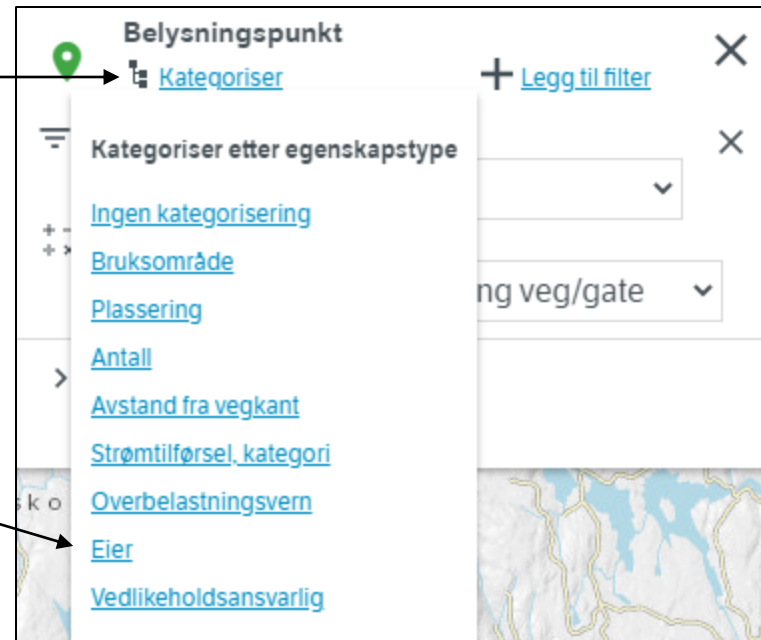 Belysningspunkt
Kategoriser
Legg til filter
Kategoriser etter egenskapstype
Ingen kategorisering
Bruksområde
ng veg/gate
Plassering
Antall
Avstand fra vegkant
Strømtilførsel, kategori
sko
Overbelastningsvern
Eier
Vedlikeholdsansvarlig